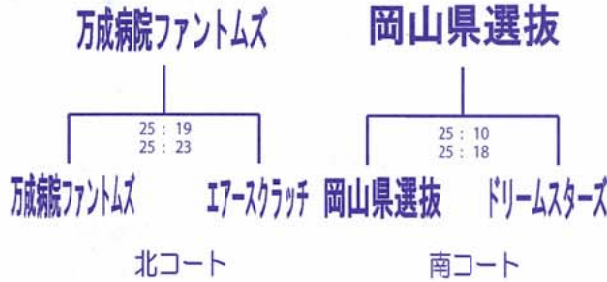 万成病院ファントムズ
岡山県選抜
25 : 19
25 : 23
25 : 10
25 : 18
万成病院ファントムズ
エアースクラッチ
岡山県選抜
ドリームスターズ
北コート
南コート